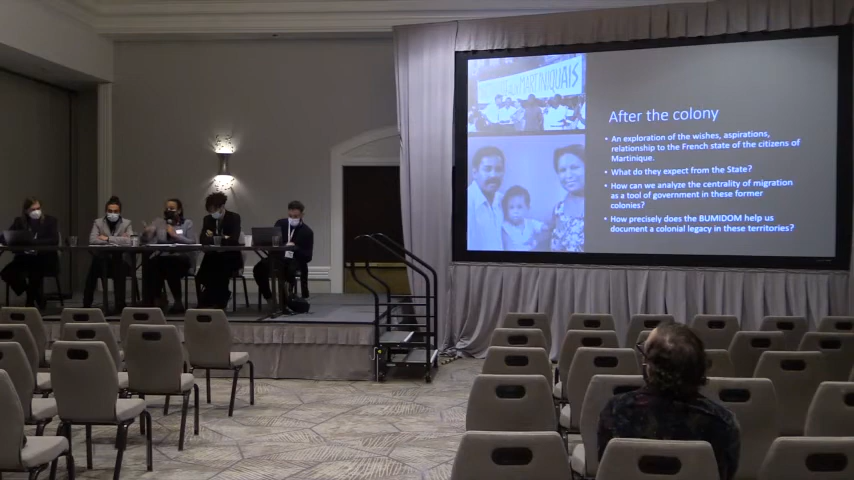 MARTINIQUAIS
After the colony
• An exploration of the wishes, aspirations,
relationship to the French state of the citizens of
Martinique.
• What do they expect from the State?
• How can we analyze the centrality of migration
as a tool of government in these former
colonies?
• How precisely does the BUMIDOM help us
document a colonial legacy in these territories?